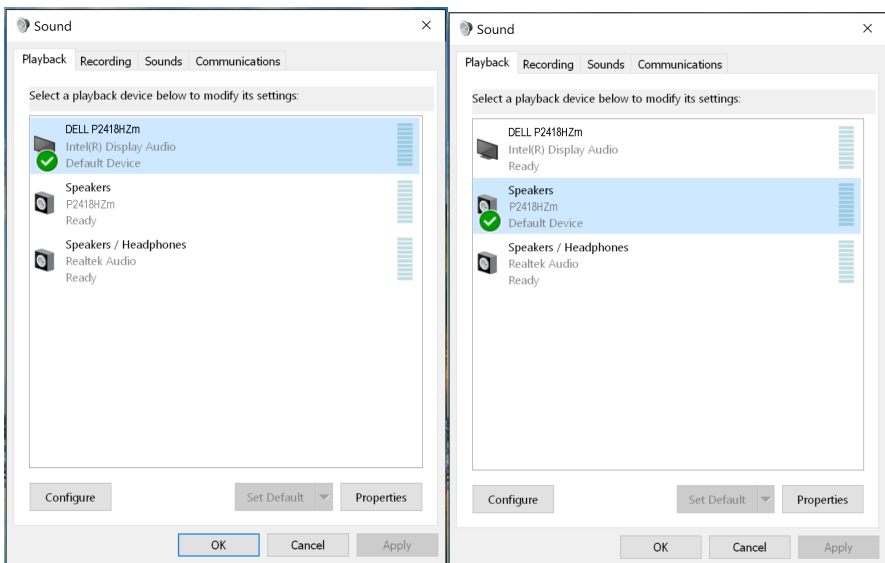 Sound
Playback Recording Sounds Communications
Select a playback device below to modify its settings:
DELL P2418HZm
Intel(R) Display Audio
Default Device
Speakers
P2418HZm
Ready
Speakers / Headphones
Realtek Audio
Ready
Configure Set Default Properties
OK Cancel Apply
Sound
Playback Recording Sounds Communications
Select a playback device below to modify its settings:
DELL P2418HZm
Intel(R) Display Audio
Ready
Speakers
P2418HZm
Default Device
Speakers / Headphones
Realtek Audio
Ready
Configure Set Default Properties
OK Cancel Apply